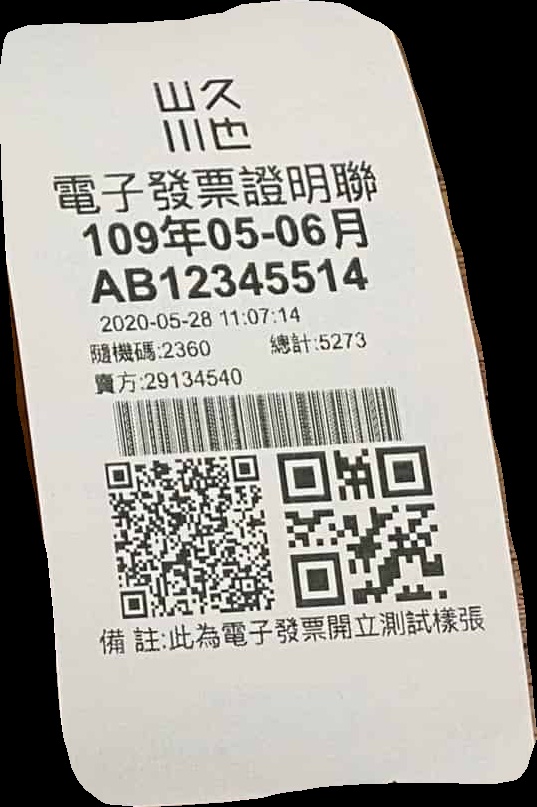 山久
川也
電子發票證明聯
109年05-06月
AB12345514
2020-05-28 11:07:14
隨機碼:2360 總計:5273
賣方:29134540
備 註:此為電子發票開立測試樣張